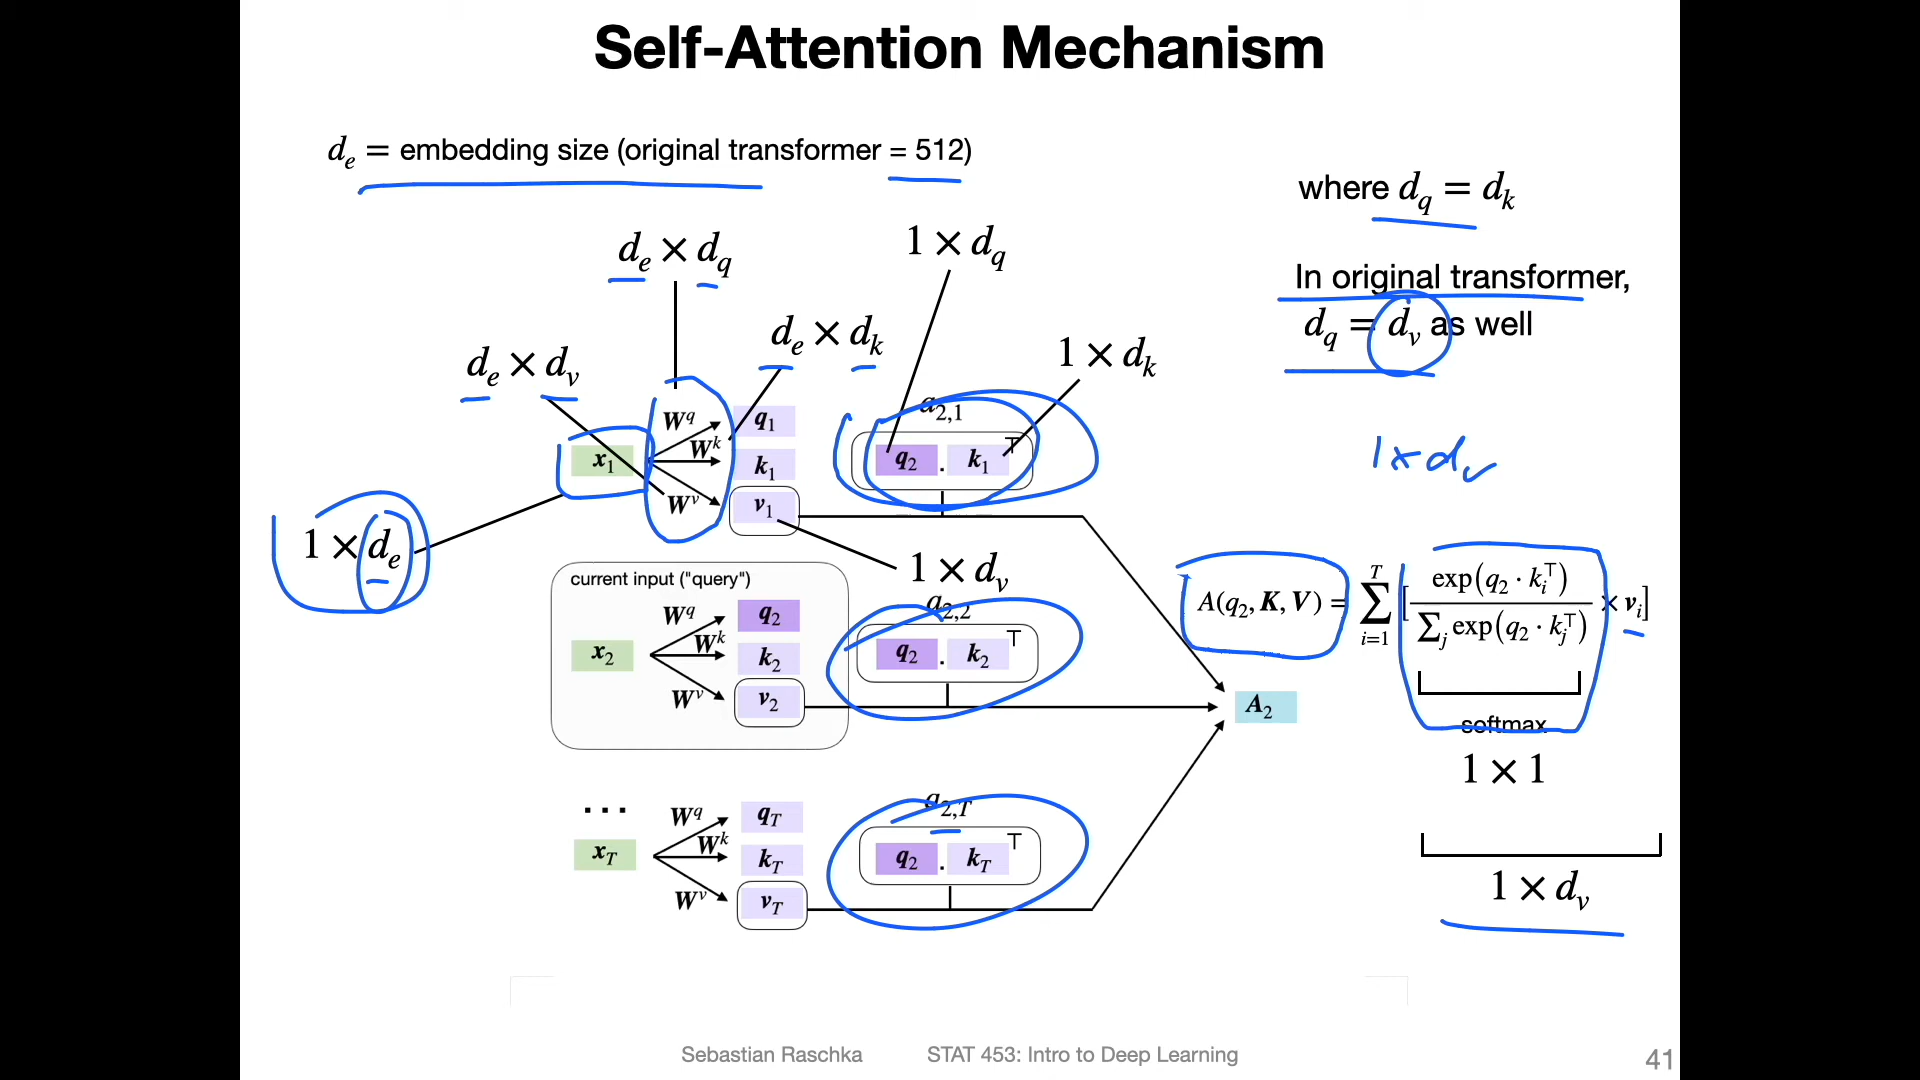 Self-Attention Mechanism
d_e = embedding size (original transformer = 512)
where d_q = d_k
In original transformer,
d_q = d_v as well
d_e × d_q
1 × d_q
d_e × d_k
1 × d_k
d_e × d_v
1 × d_e
x_1
W^q
W^k
W^v
q_1
k_1
v_1
a_{2,1}
q_2 . k_1 ⊤
1 × d_v
1 × d_v
current input ("query")
x_2
W^q
W^k
W^v
q_2
k_2
v_2
a_{2,2}
q_2 . k_2 ⊤
A(q_2, K, V) = \sum_{i=1}^{T} [ \frac{exp(q_2 · k_i^⊤)}{\sum_j exp(q_2 · k_j^⊤)} × v_i ]
softmax
1 × 1
1 × d_v
A_2
...
x_T
W^q
W^k
W^v
q_T
k_T
v_T
a_{2,T}
q_2 . k_T ⊤
Sebastian Raschka
STAT 453: Intro to Deep Learning
41